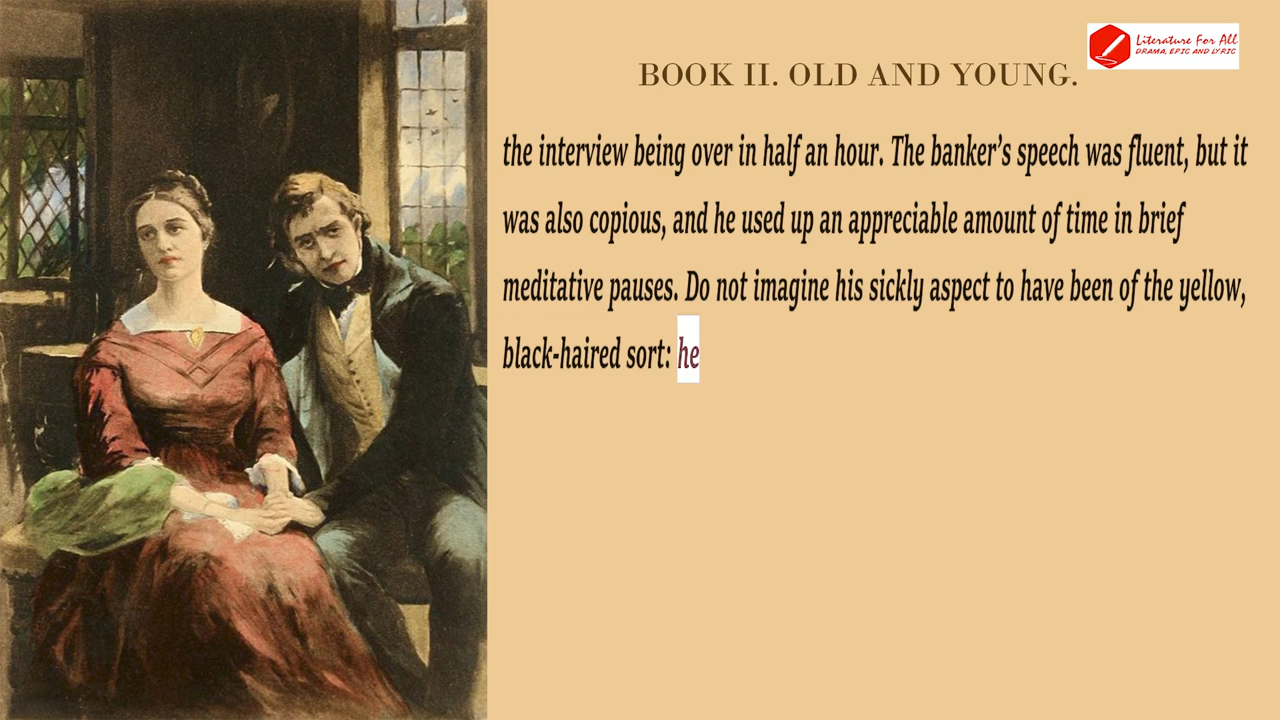 Literature For All
DRAMA, EPIC AND LYRIC
BOOK II. OLD AND YOUNG.
the interview being over in half an hour. The banker’s speech was fluent, but it
was also copious, and he used up an appreciable amount of time in brief
meditative pauses. Do not imagine his sickly aspect to have been of the yellow,
black-haired sort: he